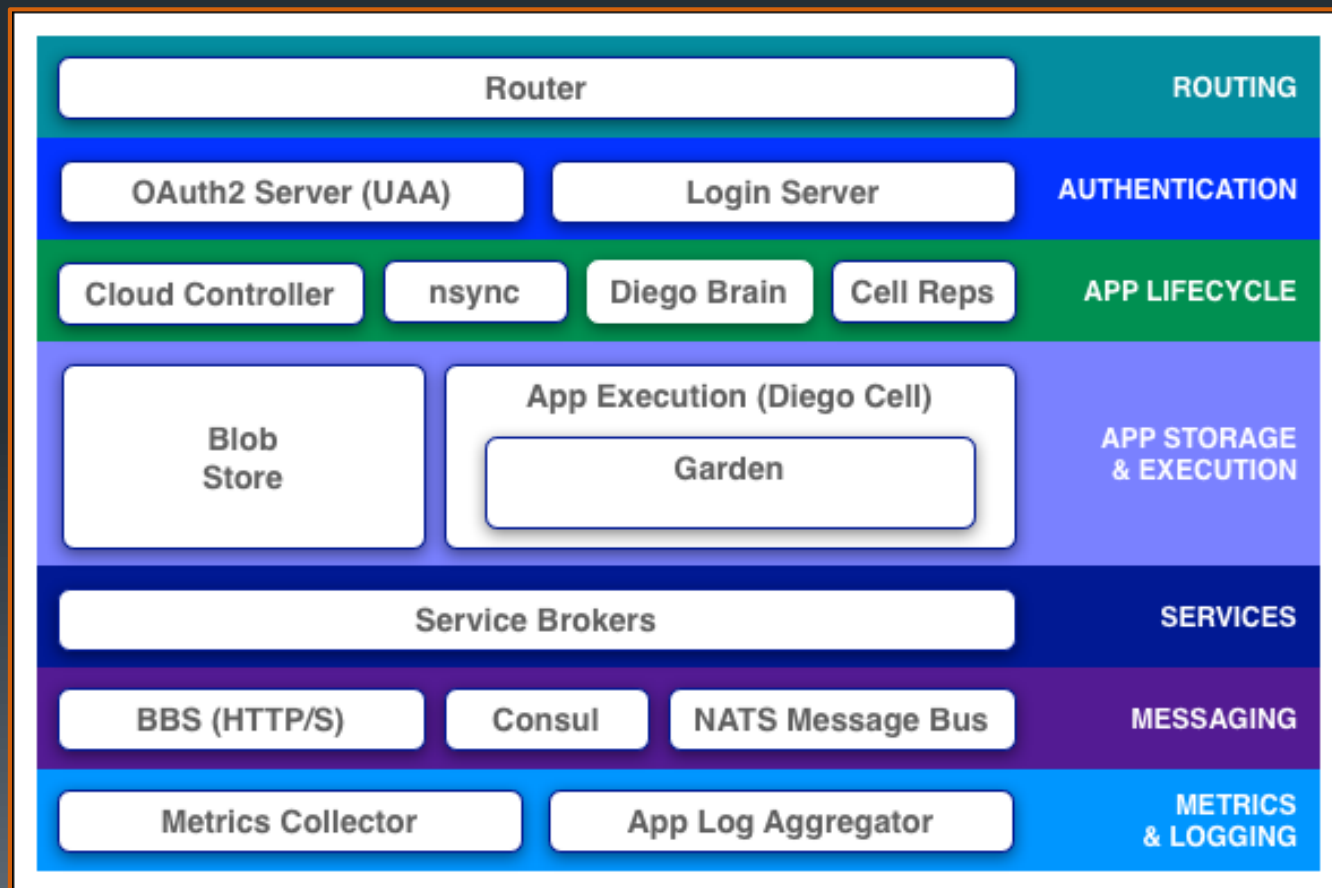 Router
ROUTING
OAuth2 Server (UAA)
Login Server
AUTHENTICATION
Cloud Controller
nsync
Diego Brain
Cell Reps
APP LIFECYCLE
Blob
Store
App Execution (Diego Cell)
Garden
APP STORAGE
& EXECUTION
Service Brokers
SERVICES
BBS (HTTP/S)
Consul
NATS Message Bus
MESSAGING
Metrics Collector
App Log Aggregator
METRICS
& LOGGING